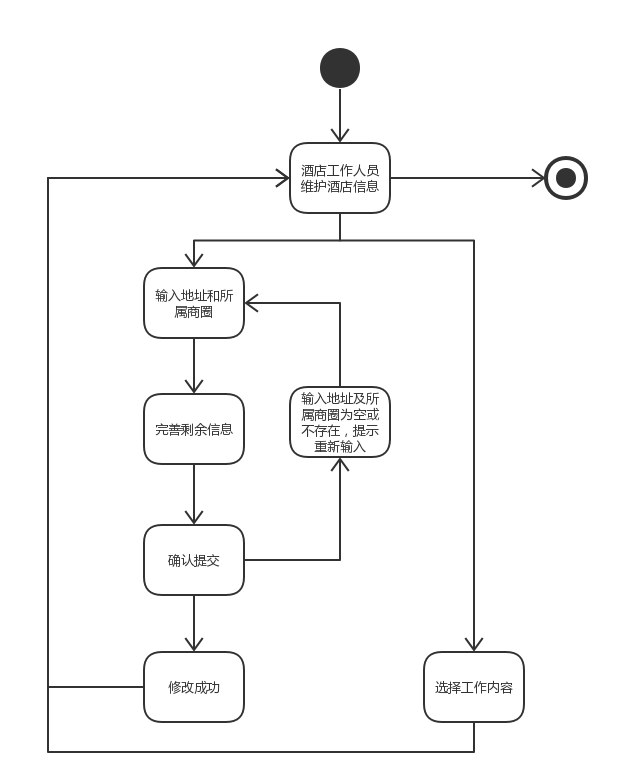 酒店工作人员
维护酒店信息
输入地址和所
属商圈
输入地址及所
属商圈为空或
不存在，提示
重新输入
完善剩余信息
确认提交
修改成功
选择工作内容